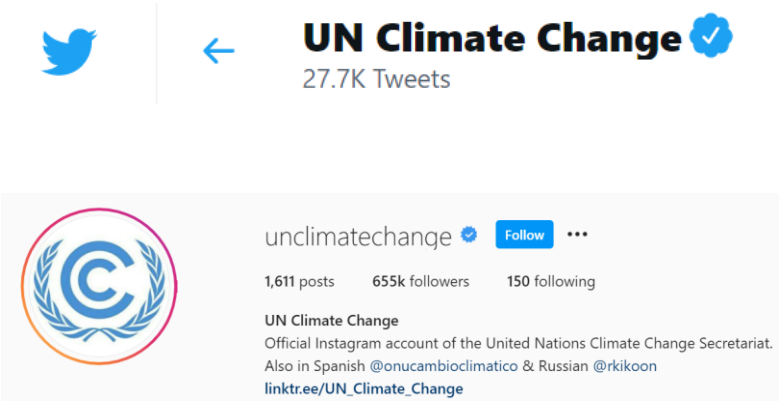 UN Climate Change
27.7K Tweets
unclimatechange Follow
1,611 posts 655k followers 150 following
UN Climate Change
Official Instagram account of the United Nations Climate Change Secretariat.
Also in Spanish @onucambioclimatico & Russian @rkikoon
linktr.ee/UN_Climate_Change